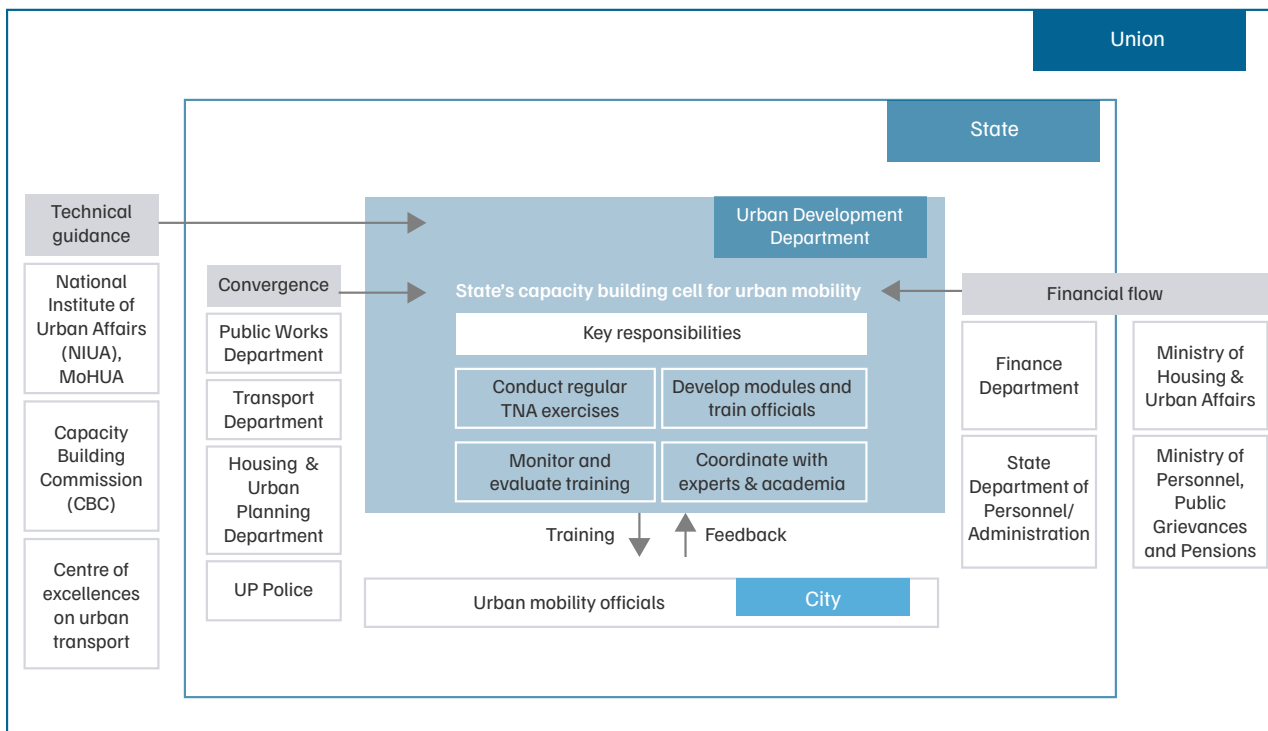 Union
State
Technical
guidance
National
Institute of
Urban Affairs
(NIUA),
MoHUA
Capacity
Building
Commission
(CBC)
Centre of
excellences
on urban
transport
Convergence
Public Works
Department
Transport
Department
Housing & 
Urban
Planning
Department
UP Police
Urban Development
Department
State's capacity building cell for urban mobility
Key responsibilities
Conduct regular
TNA exercises
Develop modules and
train officials
Monitor and
evaluate training
Coordinate with
experts & academia
Training
Feedback
Urban mobility officials
City
Financial flow
Finance
Department
State
Department of
Personnel/
Administration
Ministry of
Housing &
Urban Affairs
Ministry of
Personnel,
Public
Grievances
and Pensions